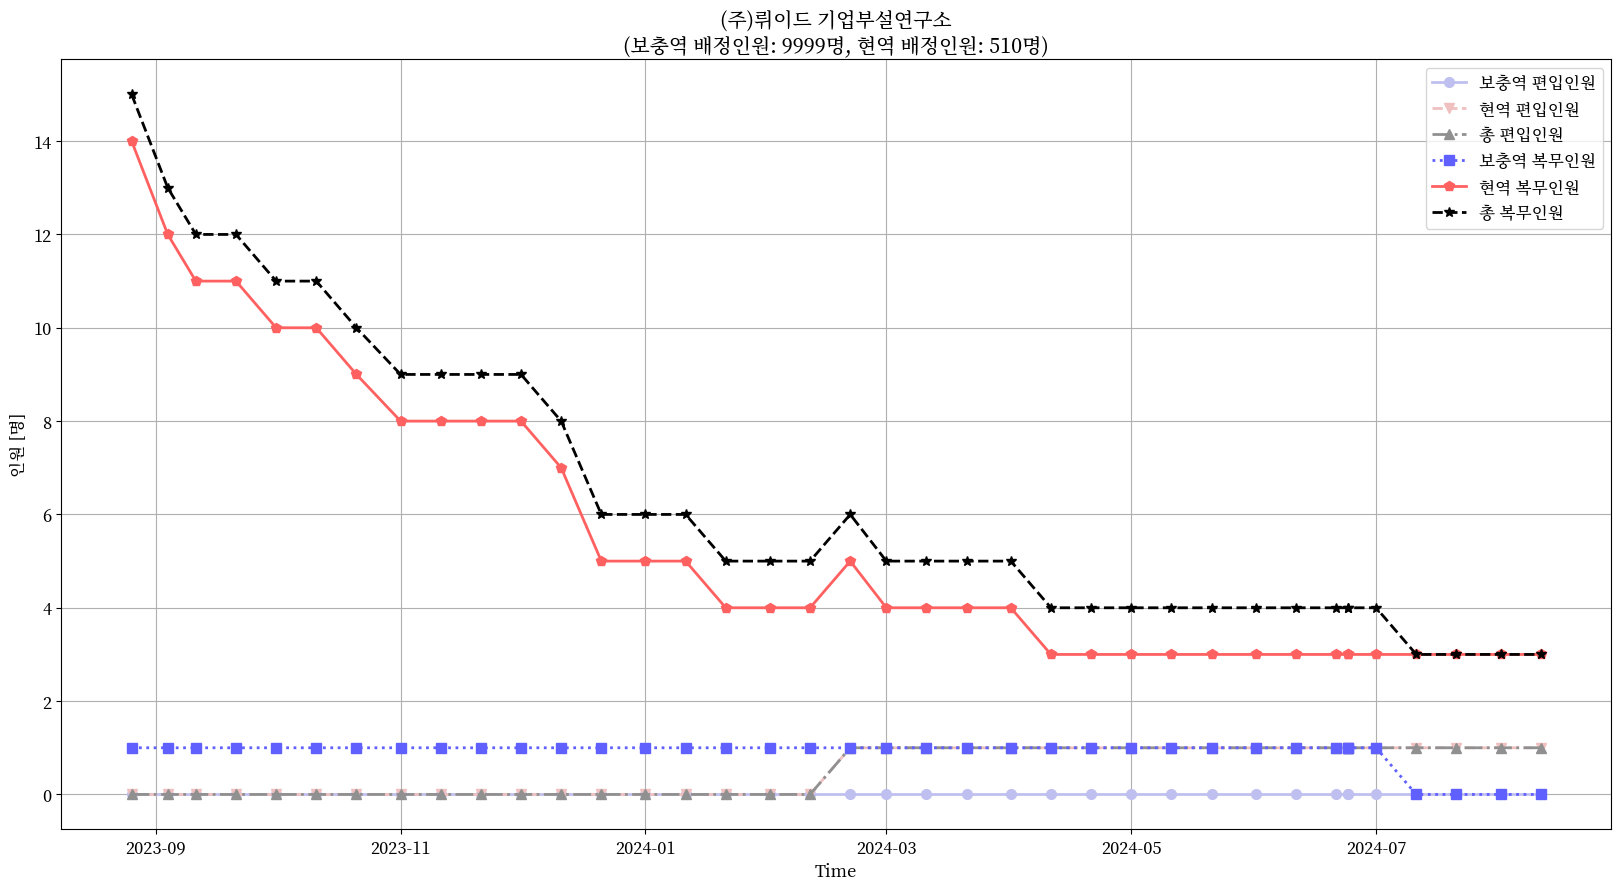 (주)뤼이드 기업부설연구소
(보충역 배정인원: 9999명, 현역 배정인원: 510명)
보충역 편입인원
현역 편입인원
총 편입인원
보충역 복무인원
현역 복무인원
총 복무인원
인원 [명]
14
12
10
8
6
4
2
0
2023-09
2023-11
2024-01
2024-03
2024-05
2024-07
Time